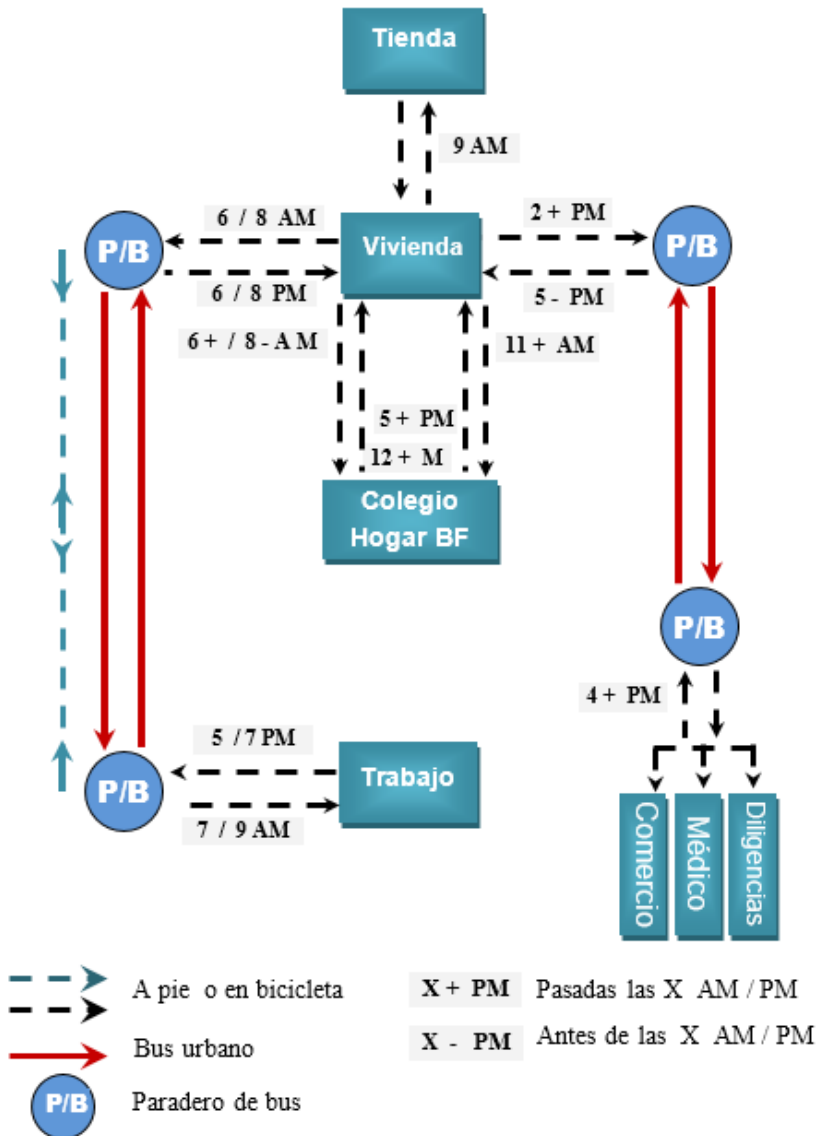 Tienda
9 AM
6 / 8 AM
2 + PM
P/B
Vivienda
P/B
6 / 8 PM
5 - PM
6 + / 8 - A M
11 + AM
5 + PM
12 + M
Colegio
Hogar BF
P/B
4 + PM
5 / 7 PM
P/B
Trabajo
7 / 9 AM
Comercio
Médico
Diligencias
A pie o en bicicleta
X + PM Pasadas las X AM / PM
Bus urbano
X - PM Antes de las X AM / PM
P/B Paradero de bus